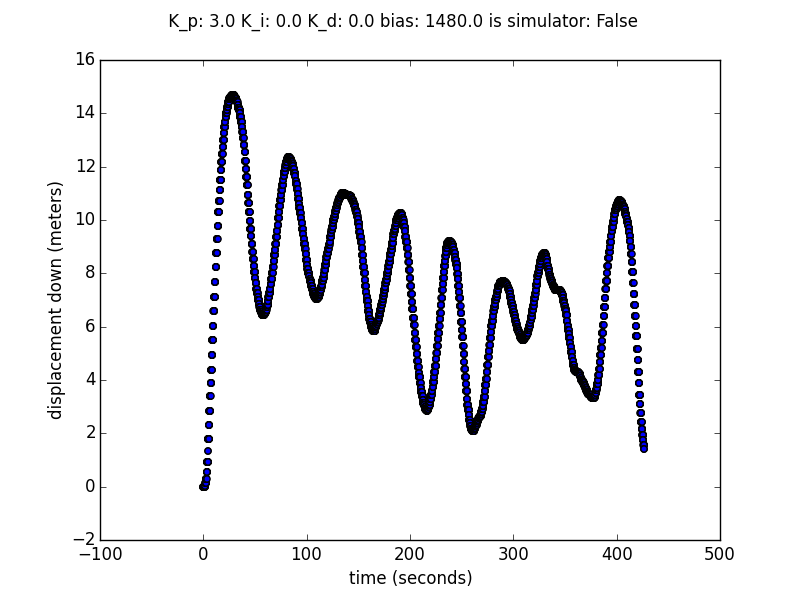 K_p: 3.0 K_i: 0.0 K_d: 0.0 bias: 1480.0 is simulator: False
16
14
12
10
8
6
4
2
0
−2
displacement down (meters)
−100 0 100 200 300 400 500
time (seconds)